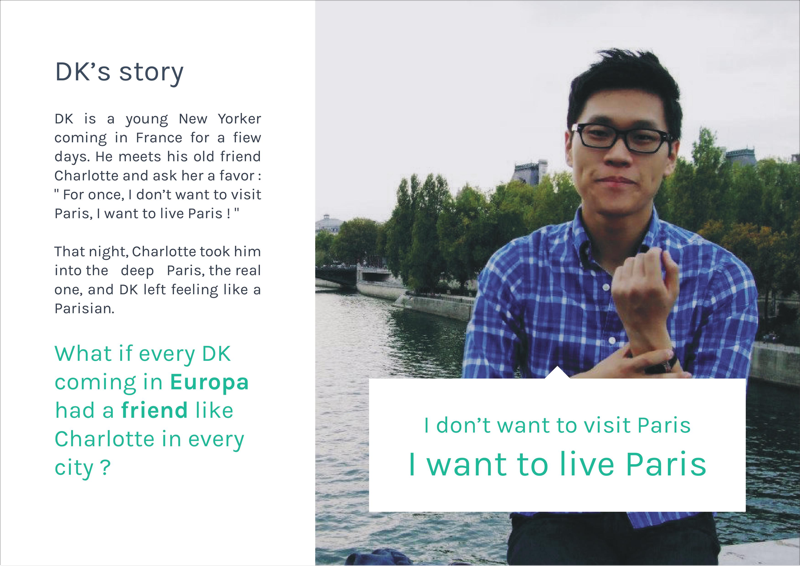 DK’s story
DK is a young New Yorker
coming in France for a fiew
days. He meets his old friend
Charlotte and ask her a favor :
" For once, I don’t want to visit
Paris, I want to live Paris ! "
That night, Charlotte took him
into the deep Paris, the real
one, and DK left feeling like a
Parisian.
What if every DK
coming in Europa
had a friend like
Charlotte in every
city ?
I don’t want to visit Paris
I want to live Paris